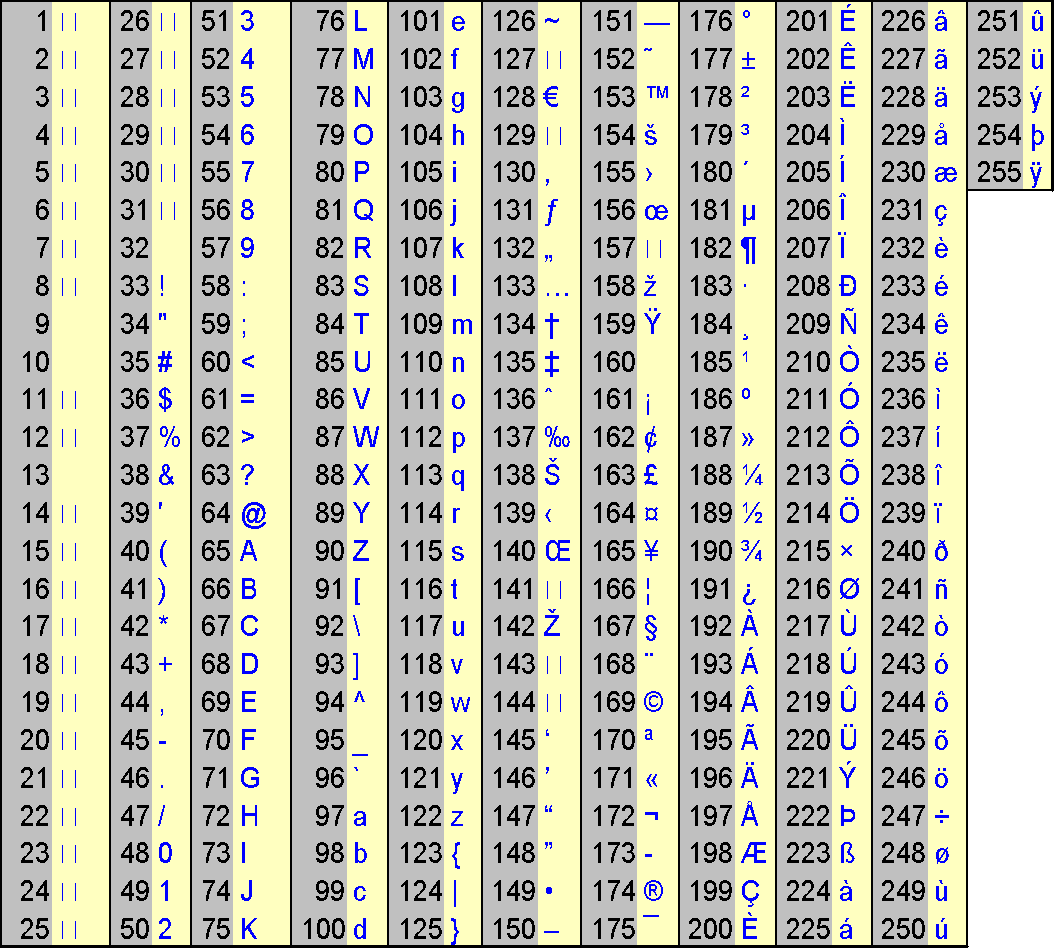 1 || 26 || 51 3 76 L 101 e 126 ~ 151 — 176 ° 201 É 226 â 251 û
2 || 27 || 52 4 77 M 102 f 127 || 152 ˜ 177 ± 202 Ê 227 ã 252 ü
3 || 28 || 53 5 78 N 103 g 128 € 153 ™ 178 ² 203 Ë 228 ä 253 ý
4 || 29 || 54 6 79 O 104 h 129 || 154 š 179 ³ 204 Ì 229 å 254 þ
5 || 30 || 55 7 80 P 105 i 130 ‚ 155 › 180 ´ 205 Í 230 æ 255 ÿ
6 || 31 || 56 8 81 Q 106 j 131 ƒ 156 œ 181 µ 206 Î 231 ç
7 || 32 57 9 82 R 107 k 132 „ 157 || 182 ¶ 207 Ï 232 è
8 || 33 ! 58 : 83 S 108 l 133 … 158 ž 183 · 208 Ð 233 é
9 34 " 59 ; 84 T 109 m 134 † 159 Ÿ 184 ¸ 209 Ñ 234 ê
10 35 # 60 < 85 U 110 n 135 ‡ 160 185 ¹ 210 Ò 235 ë
11 || 36 $ 61 = 86 V 111 o 136 ˆ 161 ¡ 186 º 211 Ó 236 ì
12 || 37 % 62 > 87 W 112 p 137 ‰ 162 ¢ 187 » 212 Ô 237 í
13 38 & 63 ? 88 X 113 q 138 Š 163 £ 188 ¼ 213 Õ 238 î
14 || 39 ' 64 @ 89 Y 114 r 139 ‹ 164 ¤ 189 ½ 214 Ö 239 ï
15 || 40 ( 65 A 90 Z 115 s 140 Œ 165 ¥ 190 ¾ 215 × 240 ð
16 || 41 ) 66 B 91 [ 116 t 141 || 166 ¦ 191 ¿ 216 Ø 241 ñ
17 || 42 * 67 C 92 \ 117 u 142 Ž 167 § 192 À 217 Ù 242 ò
18 || 43 + 68 D 93 ] 118 v 143 || 168 ¨ 193 Á 218 Ú 243 ó
19 || 44 , 69 E 94 ^ 119 w 144 || 169 © 194 Â 219 Û 244 ô
20 || 45 - 70 F 95 _ 120 x 145 ‘ 170 ª 195 Ã 220 Ü 245 õ
21 || 46 . 71 G 96 ` 121 y 146 ’ 171 « 196 Ä 221 Ý 246 ö
22 || 47 / 72 H 97 a 122 z 147 “ 172 ¬ 197 Å 222 Þ 247 ÷
23 || 48 0 73 I 98 b 123 { 148 ” 173 - 198 Æ 223 ß 248 ø
24 || 49 1 74 J 99 c 124 | 149 • 174 ® 199 Ç 224 à 249 ù
25 || 50 2 75 K 100 d 125 } 150 – 175 ¯ 200 È 225 á 250 ú